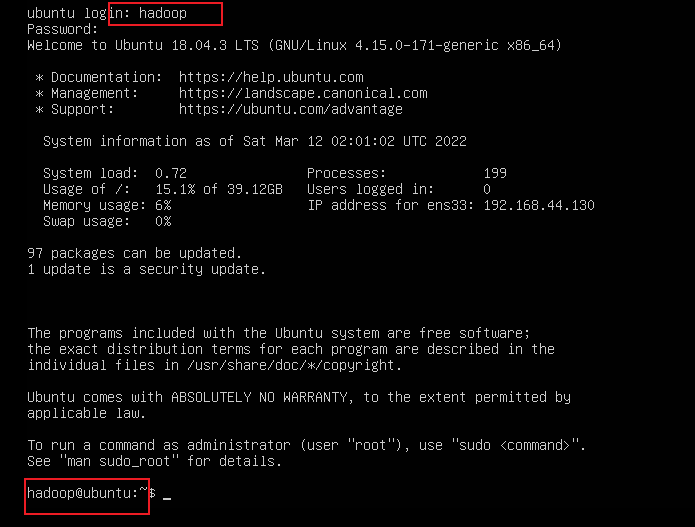 ubuntu login: hadoop
Password:
Welcome to Ubuntu 18.04.3 LTS (GNU/Linux 4.15.0-171-generic x86_64)
* Documentation:  https://help.ubuntu.com
* Management:     https://landscape.canonical.com
* Support:        https://ubuntu.com/advantage
System information as of Sat Mar 12 02:01:02 UTC 2022
System load:  0.72               Processes:            199
Usage of /:   15.1% of 39.12GB   Users logged in:      0
Memory usage: 6%                 IP address for ens33: 192.168.44.130
Swap usage:   0%
97 packages can be updated.
1 update is a security update.
The programs included with the Ubuntu system are free software;
the exact distribution terms for each program are described in the
individual files in /usr/share/doc/*/copyright.
Ubuntu comes with ABSOLUTELY NO WARRANTY, to the extent permitted by
applicable law.
To run a command as administrator (user "root"), use "sudo <command>".
See "man sudo_root" for details.
hadoop@ubuntu:~$ _